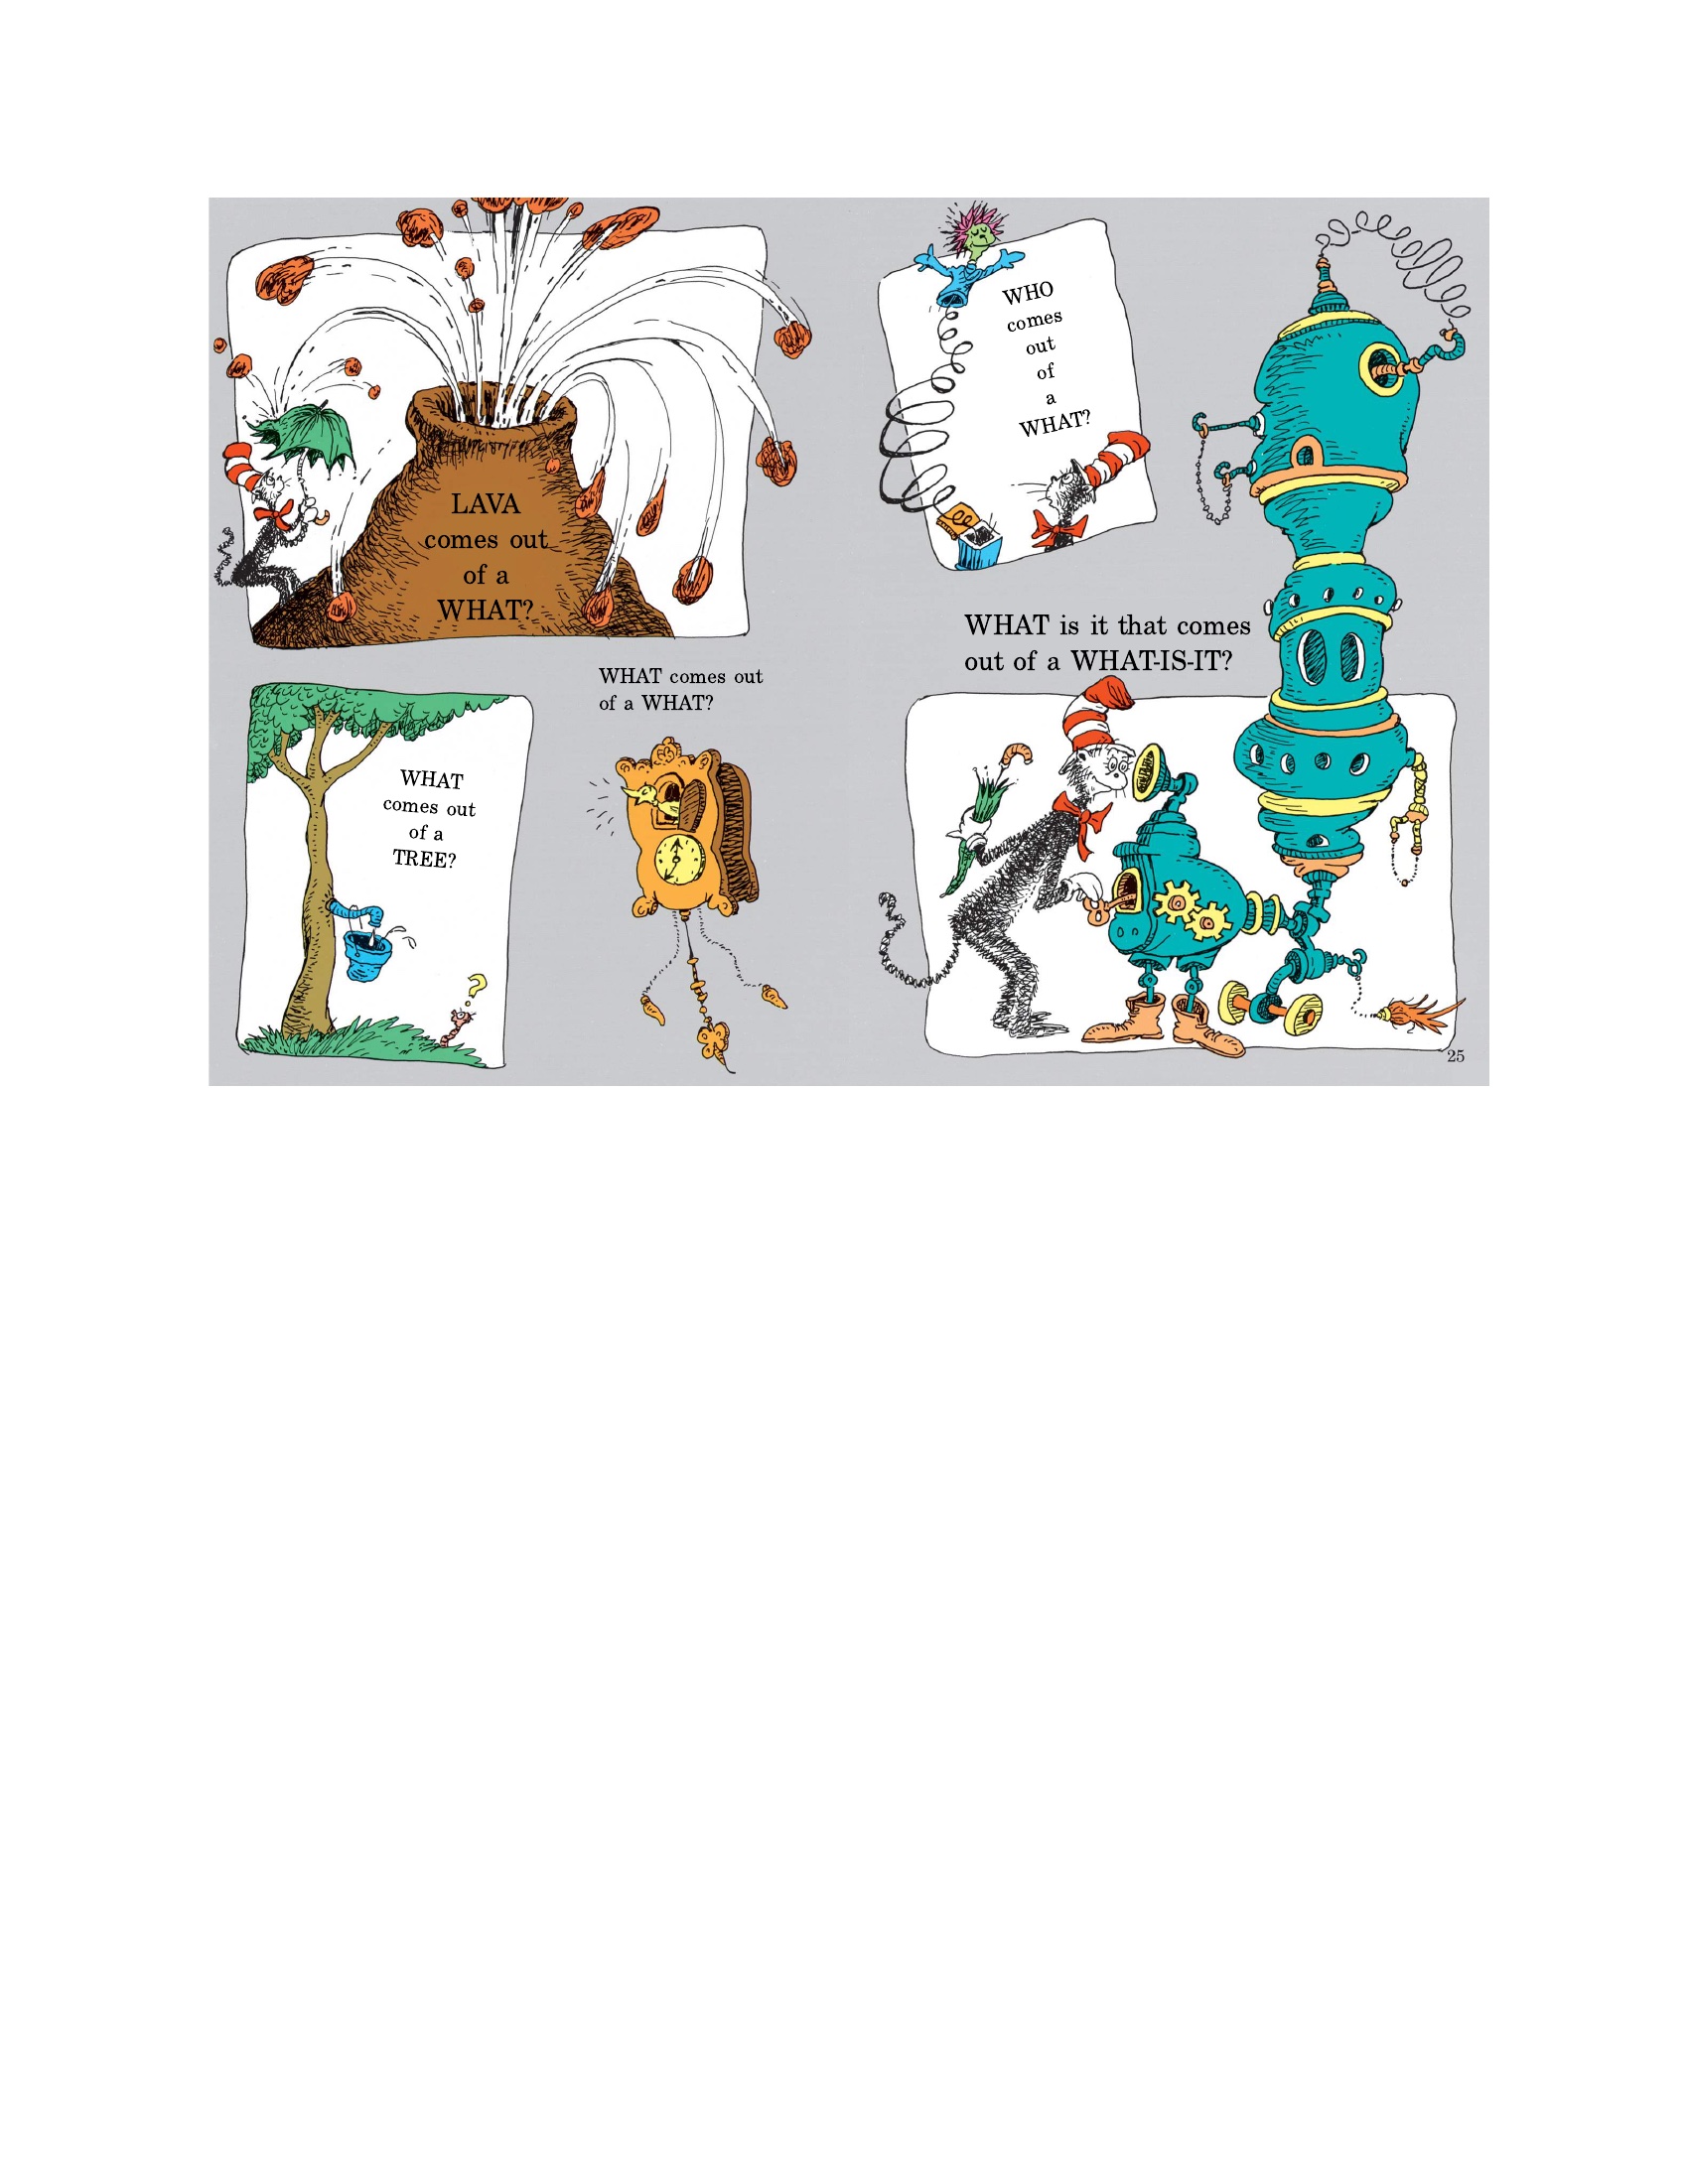 LAVA
comes out
of a
WHAT?
WHAT comes out
of a WHAT?
WHAT
comes out
of a
TREE?
?
WHO
comes
out
of
a
WHAT?
WHAT is it that comes
out of a WHAT-IS-IT?
25